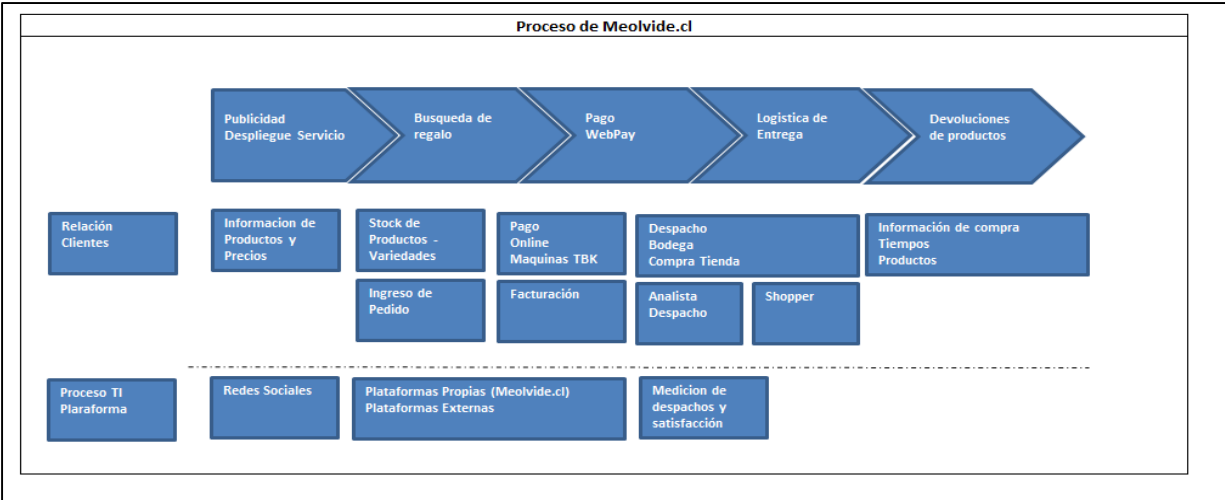 Proceso de Meolvide.cl
Publicidad
Despliegue Servicio
Busqueda de
regalo
Pago
WebPay
Logistica de
Entrega
Devoluciones
de productos
Relación
Clientes
Informacion de
Productos y
Precios
Stock de
Productos -
Variedades
Pago
Online
Maquinas TBK
Despacho
Bodega
Compra Tienda
Información de compra
Tiempos
Productos
Ingreso de
Pedido
Facturación
Analista
Despacho
Shopper
Proceso TI
Plaraforma
Redes Sociales
Plataformas Propias (Meolvide.cl)
Plataformas Externas
Medicion de
despachos y
satisfacción